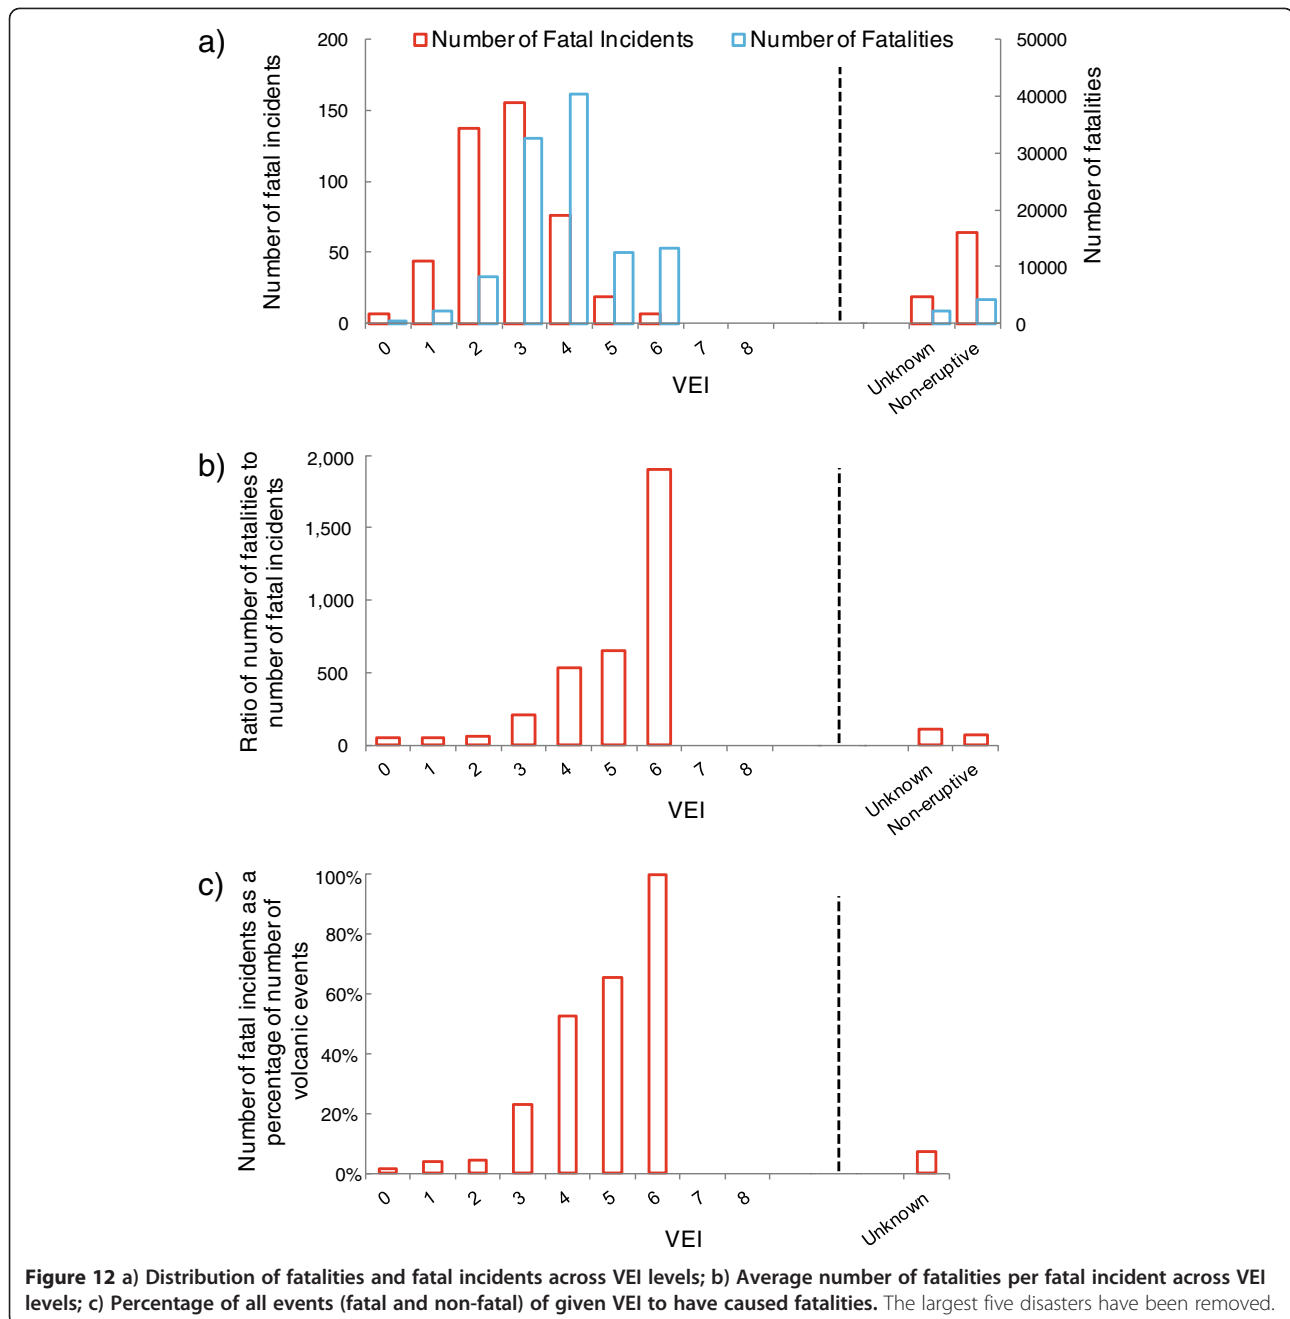 a)
Number of Fatal Incidents
Number of Fatalities
Number of fatal incidents
200
150
100
50
0
50000
40000
30000
20000
10000
0
Number of fatalities
0 1 2 3 4 5 6 7 8 Unknown Non-eruptive
VEI
b)
Ratio of number of fatalities to
number of fatal incidents
2,000
1,500
1,000
500
0
0 1 2 3 4 5 6 7 8 Unknown Non-eruptive
VEI
c)
Number of fatal incidents as a
percentage of number of
volcanic events
100%
80%
60%
40%
20%
0%
0 1 2 3 4 5 6 7 8 Unknown
VEI
Figure 12 a) Distribution of fatalities and fatal incidents across VEI levels; b) Average number of fatalities per fatal incident across VEI
levels; c) Percentage of all events (fatal and non-fatal) of given VEI to have caused fatalities. The largest five disasters have been removed.